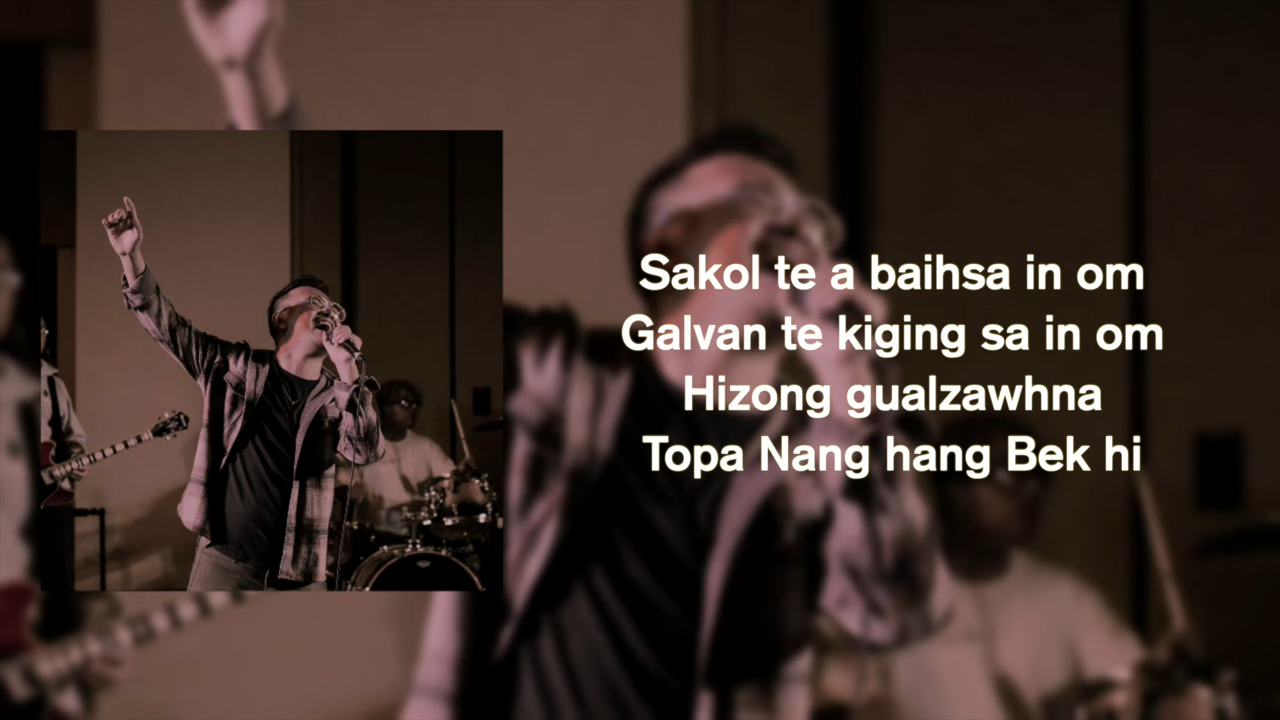 Sakol te a baihsa in om
Galvan te kiging sa in om
Hizong gualzawhna
Topa Nang hang Bek hi